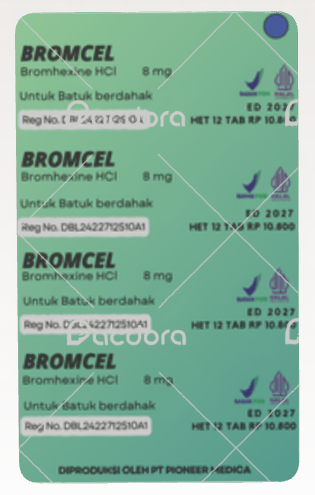 BROMCEL
Bromhexine HCl 8 mg
Untuk Batuk berdahak
ED 2027
Reg No. HET 12 TAB RP 10.800
BROMCEL
Bromhexine HCl 8 mg
Untuk Batuk berdahak
ED 2027
Reg No. DBL2422712510A1 HET 12 TAB RP 10.800
BROMCEL
Bromhexine HCl 8 mg
Untuk Batuk berdahak
ED 2027
Reg No. DBL2422712510A1 HET 12 TAB RP 10.800
BROMCEL
Bromhexine HCl 8 mg
Untuk Batuk berdahak
ED 2027
Reg No. DBL2422712510A1 HET 12 TAB RP 10.800
DIPRODUKSI OLEH PT PIONEER MEDICA